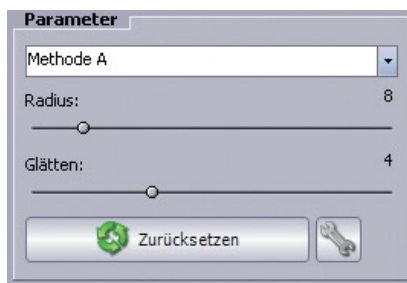 Parameter
Methode A
Radius: 8
Glätten: 4
Zurücksetzen